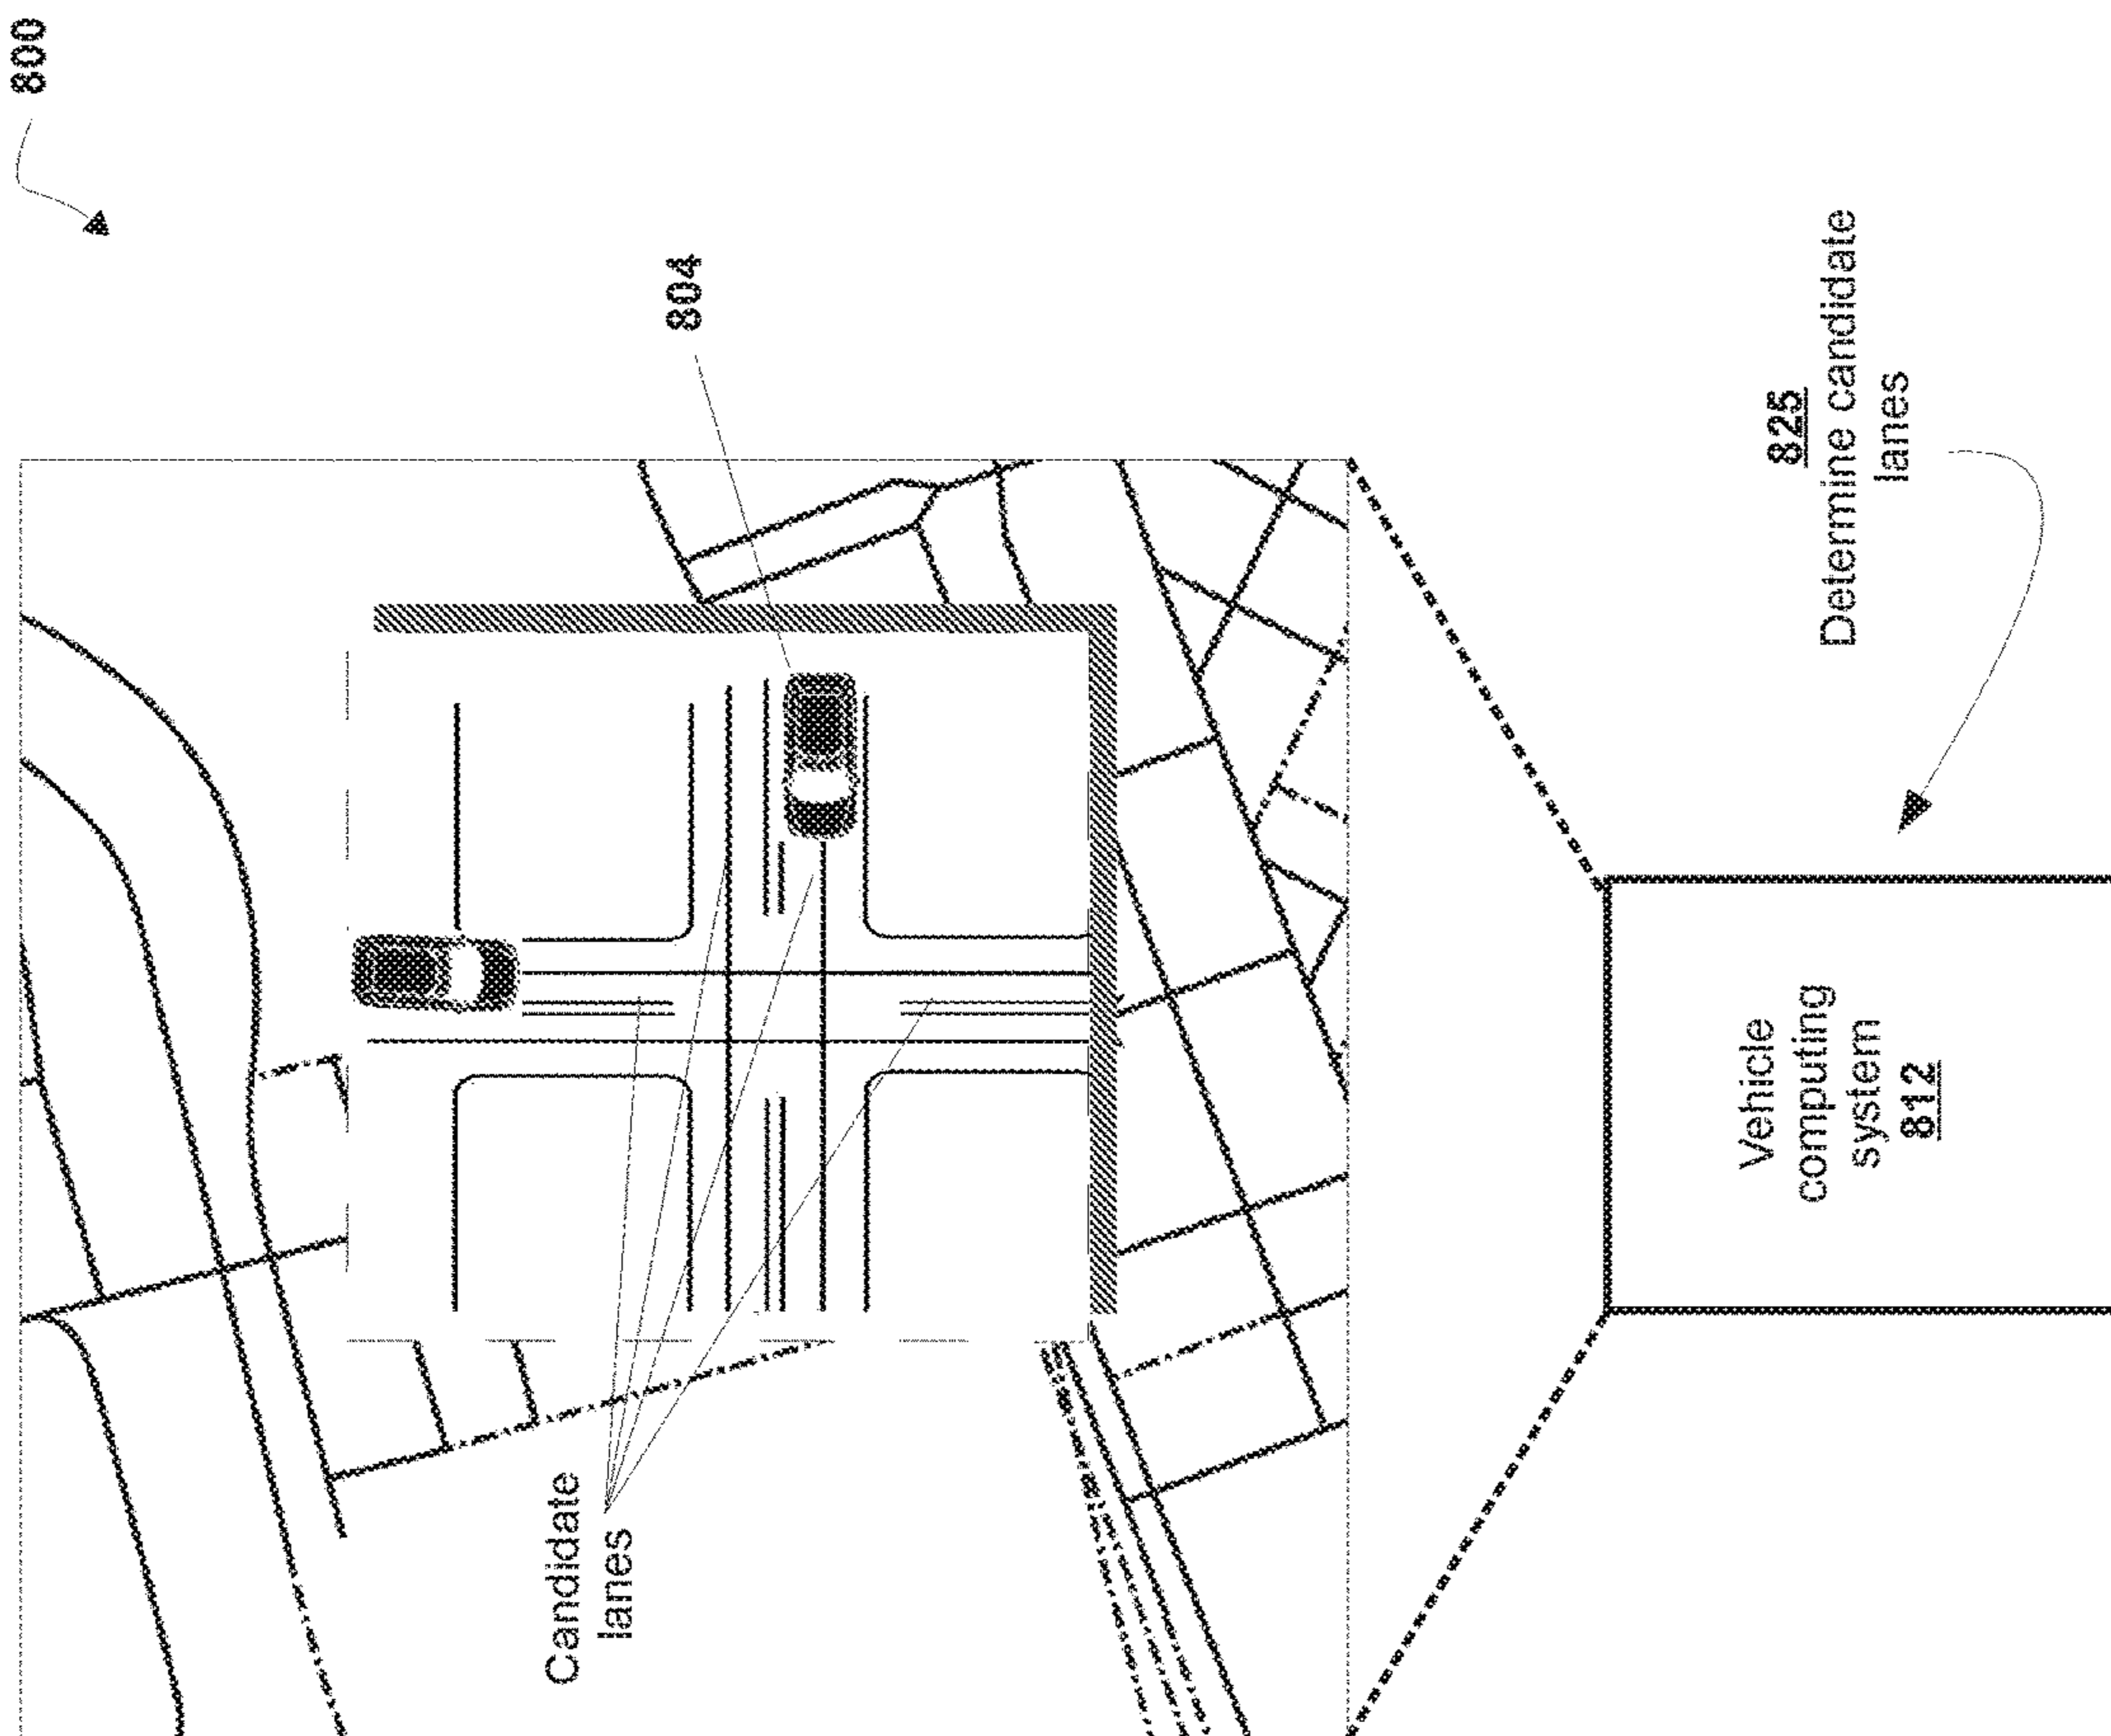 800
804
Candidate
lanes
825
Determine candidate
lanes
Vehicle
computing
system
812